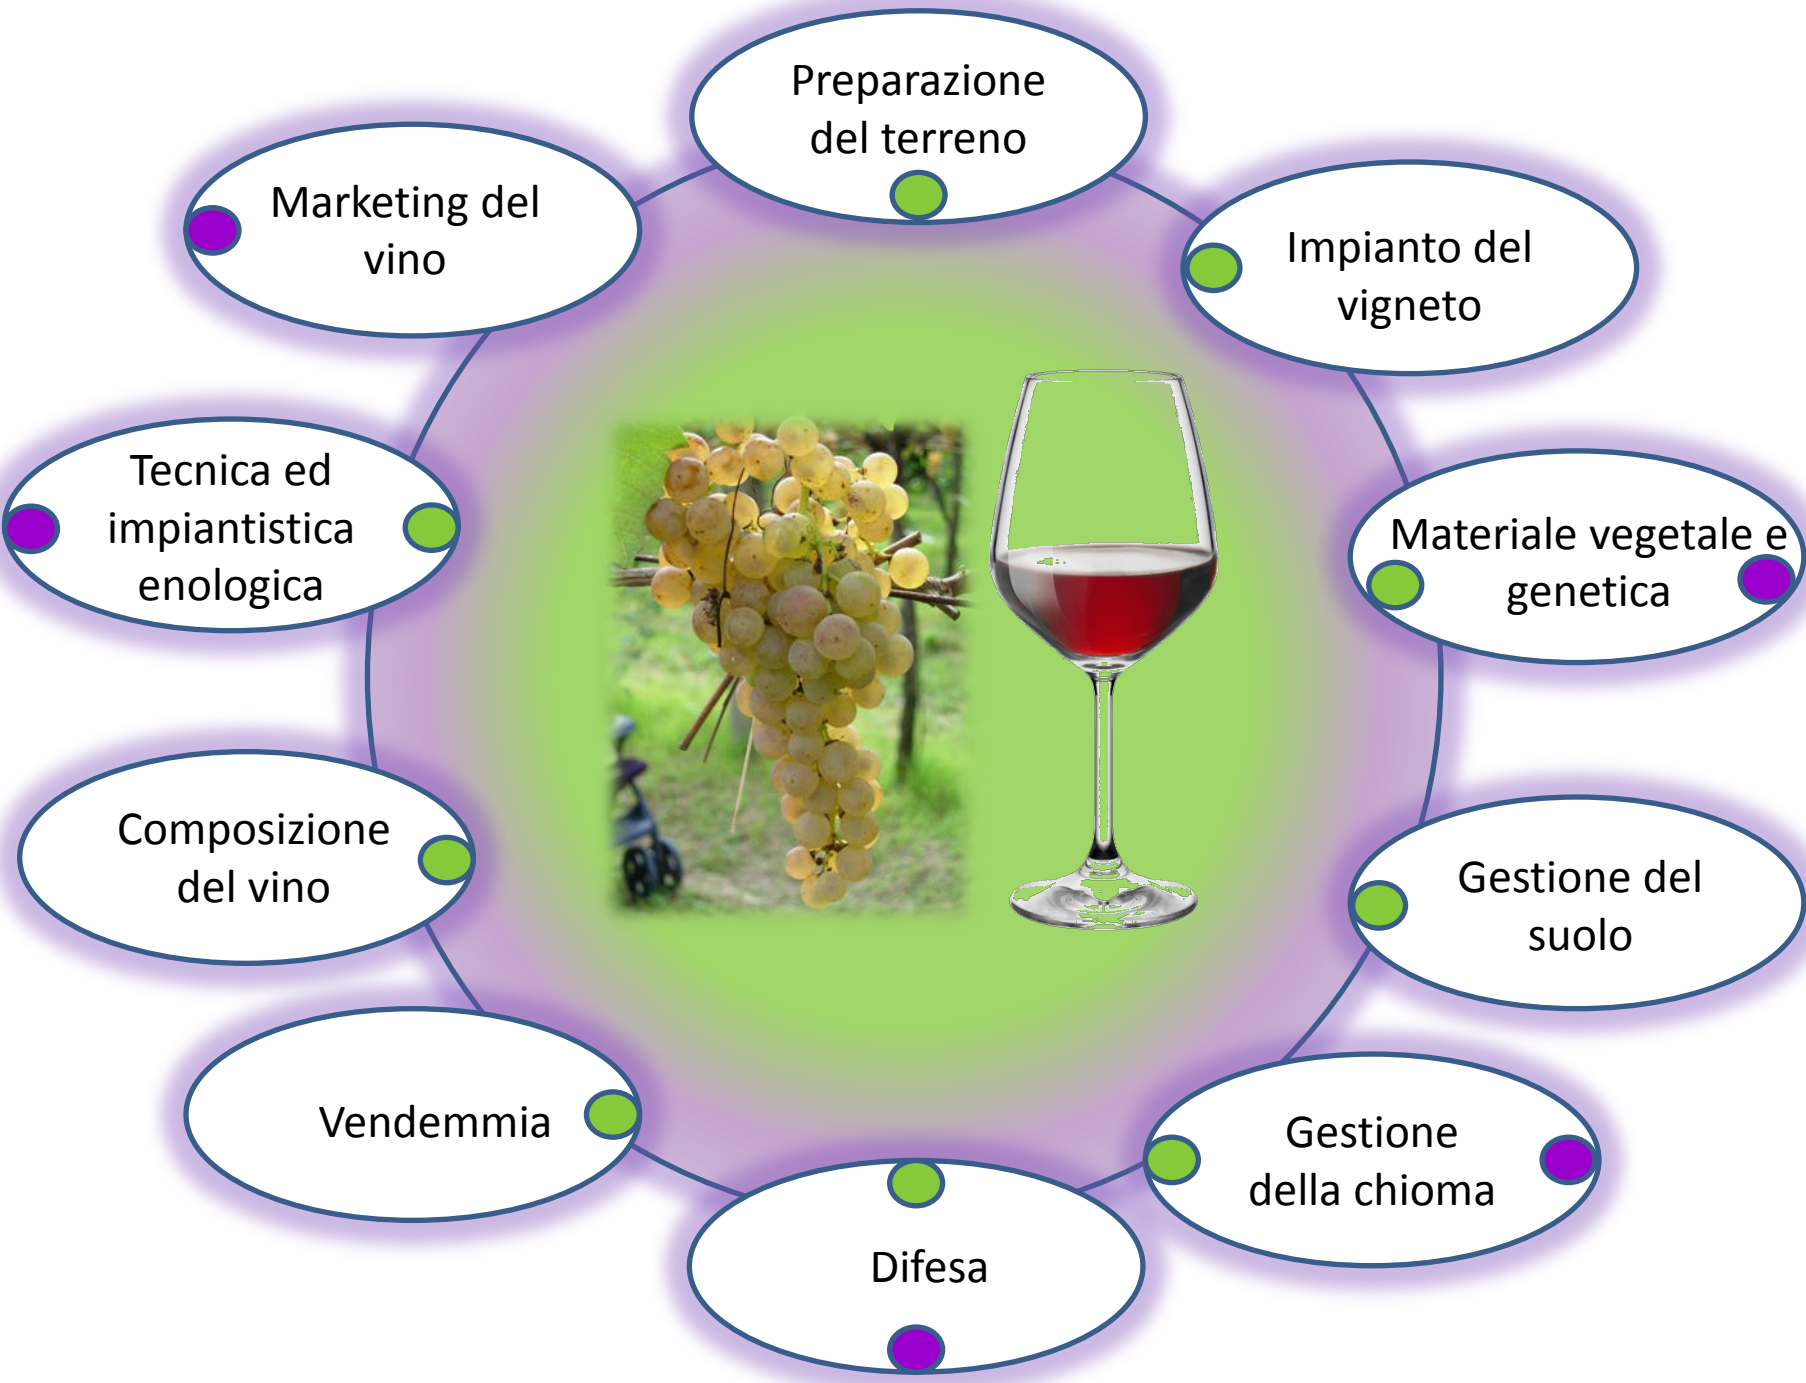 Preparazione
del terreno
Impianto del
vigneto
Materiale vegetale e
genetica
Gestione del
suolo
Gestione
della chioma
Difesa
Vendemmia
Composizione
del vino
Tecnica ed
impiantistica
enologica
Marketing del
vino